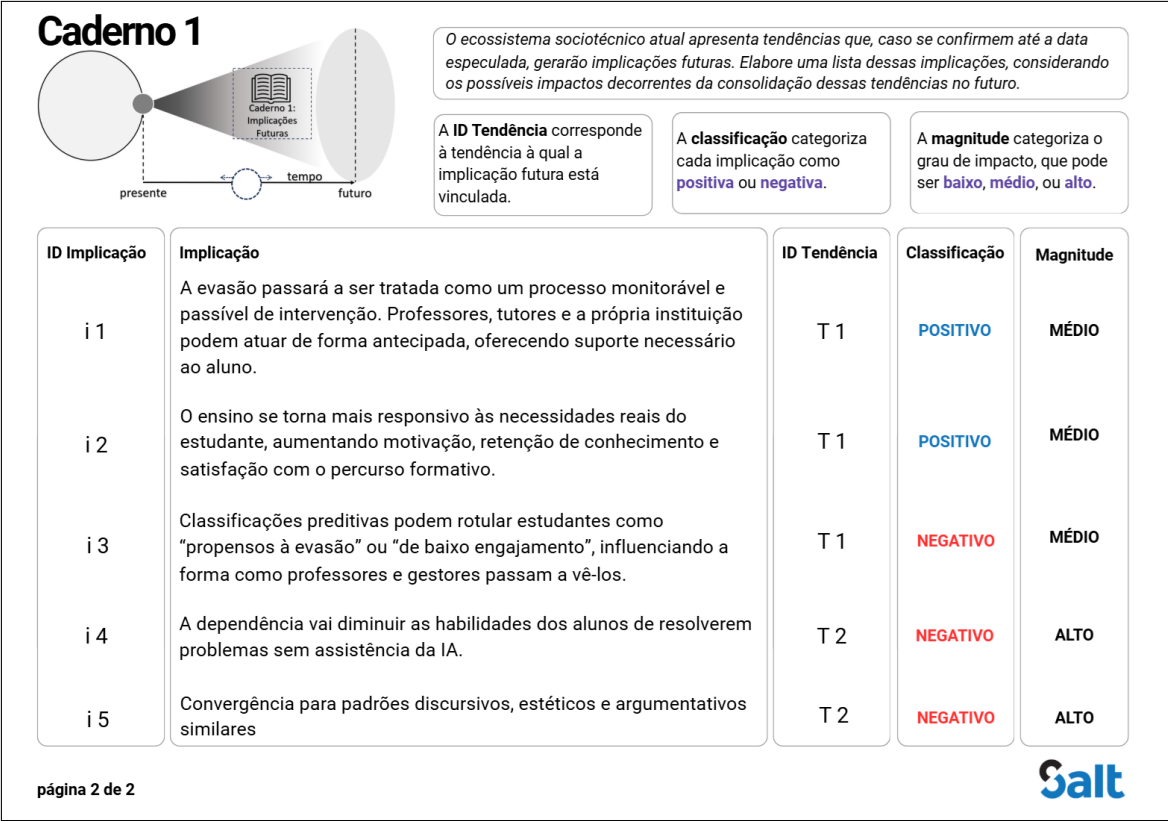 Caderno 1
Caderno 1:
Implicações
Futuras
tempo
presente
futuro
O ecossistema sociotécnico atual apresenta tendências que, caso se confirmem até a data
especulada, gerarão implicações futuras. Elabore uma lista dessas implicações, considerando
os possíveis impactos decorrentes da consolidação dessas tendências no futuro.
A ID Tendência corresponde
à tendência à qual a
implicação futura está
vinculada.
A classificação categoriza
cada implicação como
positiva ou negativa.
A magnitude categoriza o
grau de impacto, que pode
ser baixo, médio, ou alto.
ID Implicação
Implicação
ID Tendência
Classificação
Magnitude
i 1
A evasão passará a ser tratada como um processo monitorável e
passível de intervenção. Professores, tutores e a própria instituição
podem atuar de forma antecipada, oferecendo suporte necessário
ao aluno.
T 1
POSITIVO
MÉDIO
i 2
O ensino se torna mais responsivo às necessidades reais do
estudante, aumentando motivação, retenção de conhecimento e
satisfação com o percurso formativo.
T 1
POSITIVO
MÉDIO
i 3
Classificações preditivas podem rotular estudantes como
“propensos à evasão” ou “de baixo engajamento”, influenciando a
forma como professores e gestores passam a vê-los.
T 1
NEGATIVO
MÉDIO
i 4
A dependência vai diminuir as habilidades dos alunos de resolverem
problemas sem assistência da IA.
T 2
NEGATIVO
ALTO
i 5
Convergência para padrões discursivos, estéticos e argumentativos
similares
T 2
NEGATIVO
ALTO
página 2 de 2
Salt